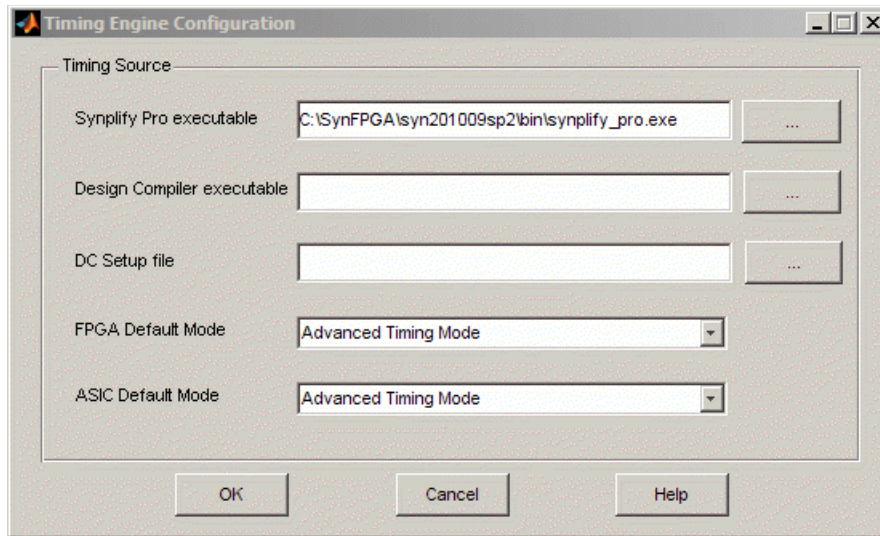 Timing Engine Configuration
Timing Source
Synplify Pro executable C:\SynFPGA\syn201009sp2\bin\synplify_pro.exe ...
Design Compiler executable ...
DC Setup file ...
FPGA Default Mode Advanced Timing Mode
ASIC Default Mode Advanced Timing Mode
OK Cancel Help